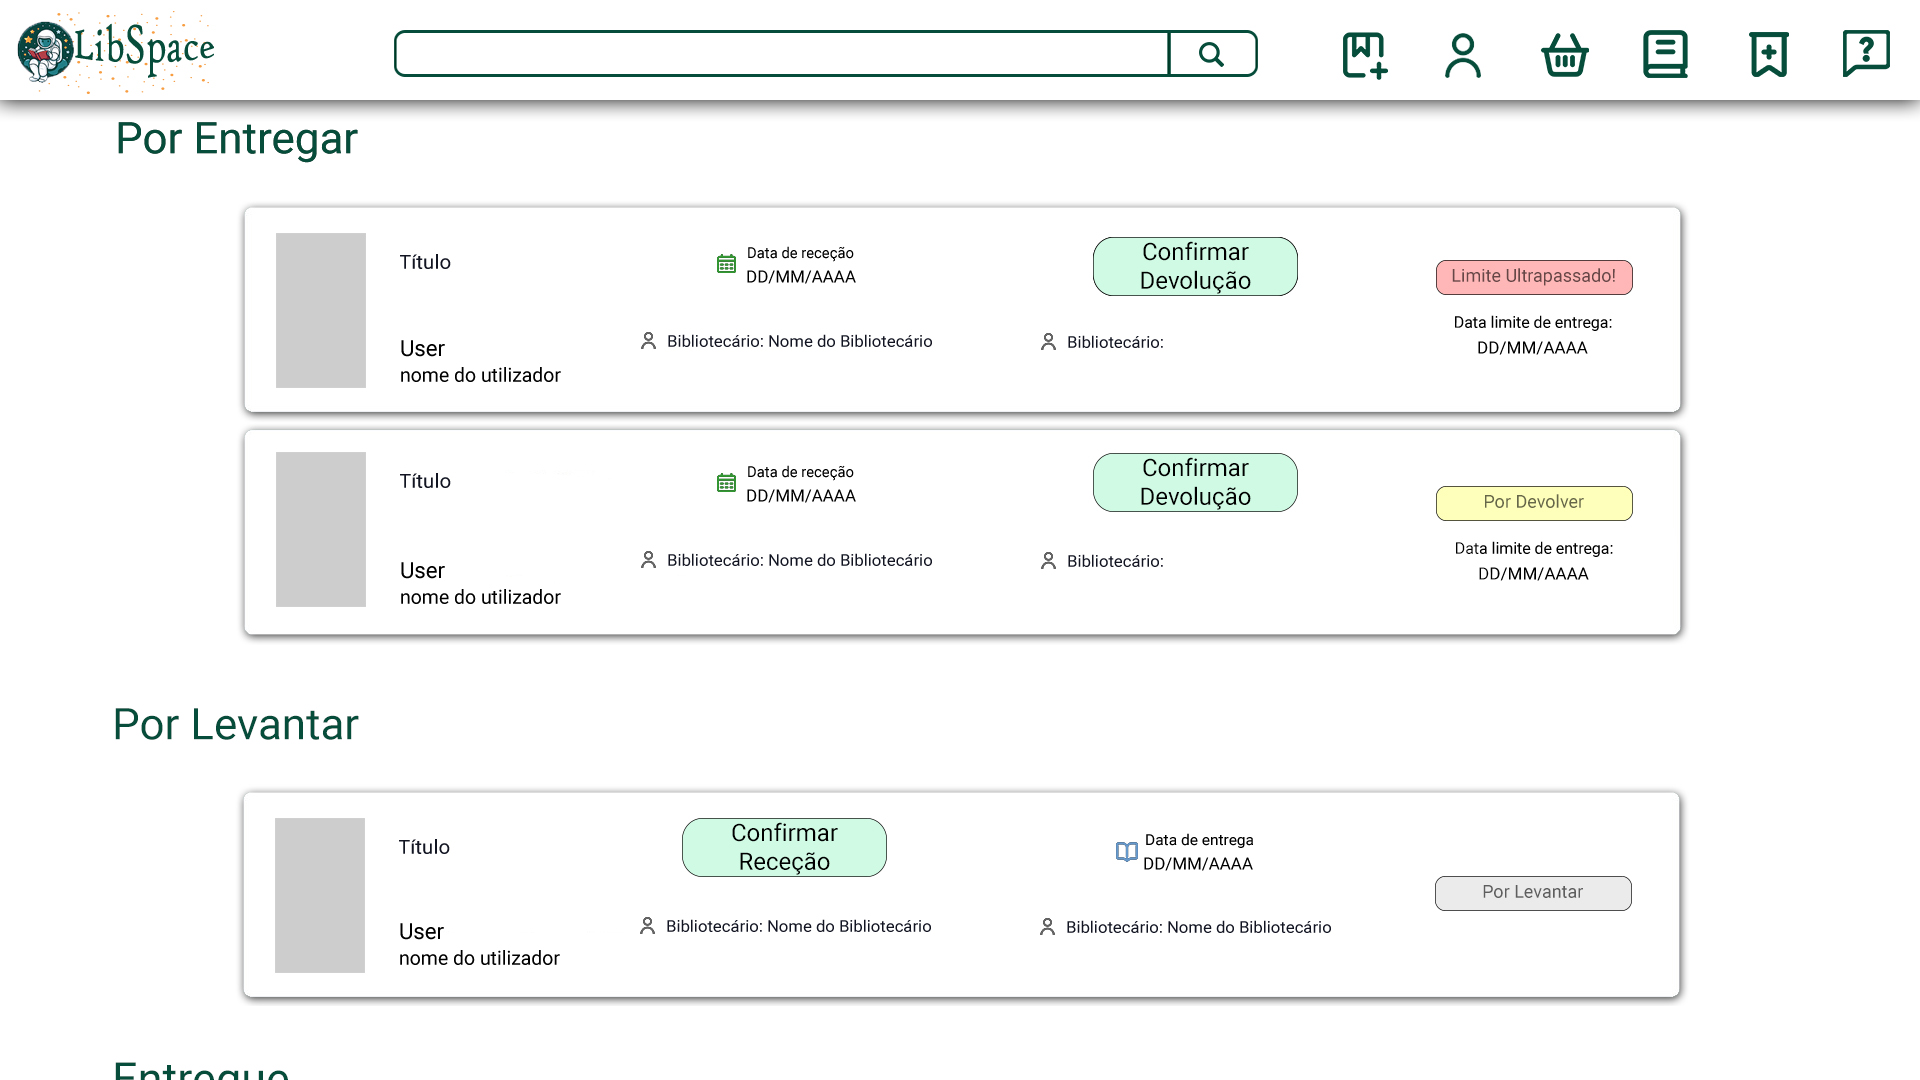 LibSpace
Por Entregar
Título
Data de receção
DD/MM/AAAA
Confirmar
Devolução
Limite Ultrapassado!
Data limite de entrega:
DD/MM/AAAA
User
nome do utilizador
Bibliotecário: Nome do Bibliotecário
Bibliotecário:
Título
Data de receção
DD/MM/AAAA
Confirmar
Devolução
Por Devolver
Data limite de entrega:
DD/MM/AAAA
User
nome do utilizador
Bibliotecário: Nome do Bibliotecário
Bibliotecário:
Por Levantar
Título
Confirmar
Receção
Data de entrega
DD/MM/AAAA
Por Levantar
User
nome do utilizador
Bibliotecário: Nome do Bibliotecário
Bibliotecário: Nome do Bibliotecário
Entregue